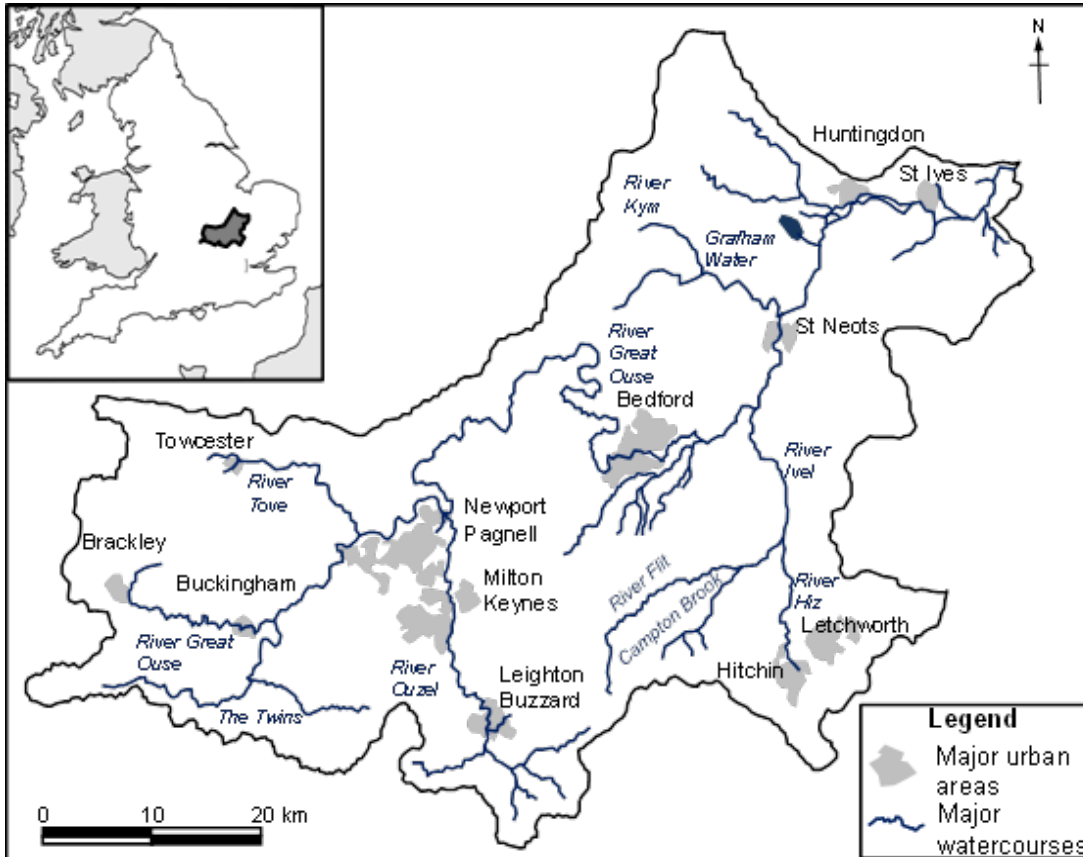 N
Huntingdon
St Ives
River
Kym
Grafham
Water
St Neots
River
Great
Ouse
Bedford
Towcester
River
Tove
River
Ivel
Newport
Pagnell
Brackley
Buckingham
Milton
Keynes
River Flit
Campton Brook
River
Hiz
Letchworth
River Great
Ouse
River
Ouzel
Leighton
Buzzard
Hitchin
The Twins
Legend
Major urban
areas
Major
watercourses
0 10 20 km